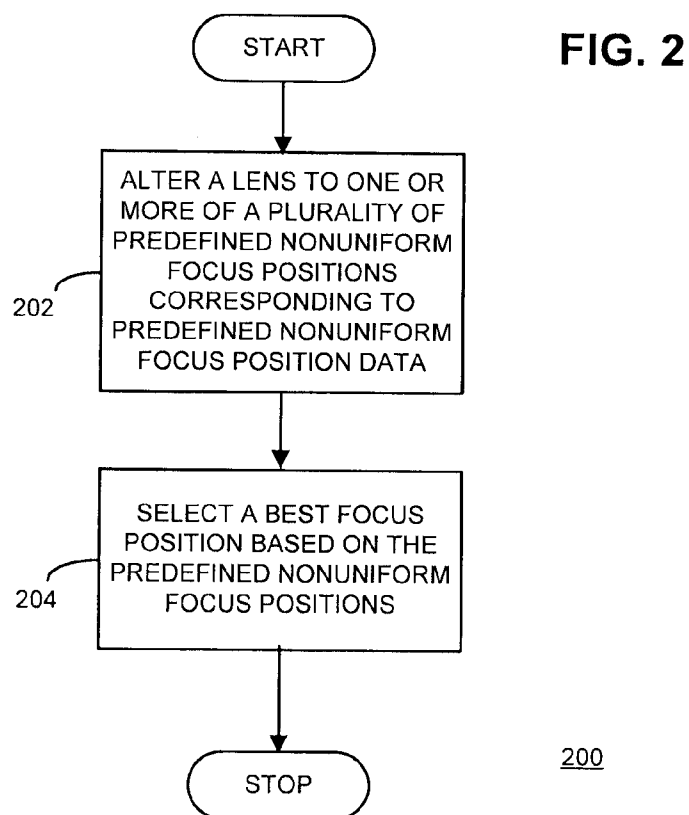 START
FIG. 2
ALTER A LENS TO ONE OR
MORE OF A PLURALITY OF
PREDEFINED NONUNIFORM
FOCUS POSITIONS
CORRESPONDING TO
PREDEFINED NONUNIFORM
FOCUS POSITION DATA
202
SELECT A BEST FOCUS
POSITION BASED ON THE
PREDEFINED NONUNIFORM
FOCUS POSITIONS
204
STOP
200